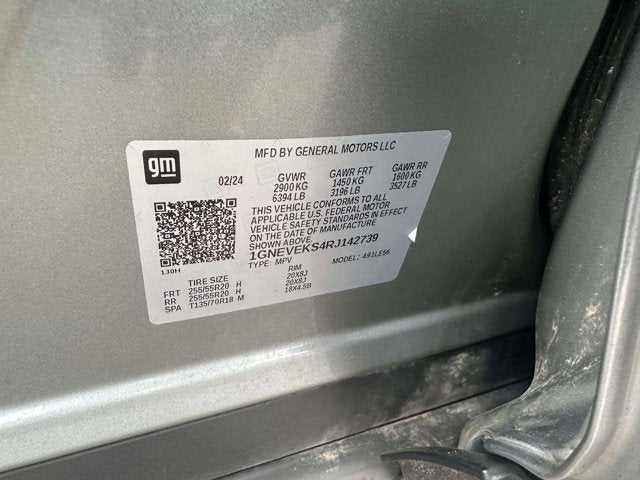 gm
MFD BY GENERAL MOTORS LLC
02/24 GVWR GAWR FRT GAWR RR
2900 KG 1450 KG 1600 KG
6394 LB 3196 LB 3527 LB
THIS VEHICLE CONFORMS TO ALL
APPLICABLE U.S. FEDERAL MOTOR
VEHICLE SAFETY STANDARDS IN EFFECT
ON THE DATE OF MANUFACTURE
SHOWN ABOVE.
1GNEVEKS4RJ142739
130H
TYPE: MPV MODEL: 491LE56
TIRE SIZE RIM
FRT 255/55R20 H 20X8J
RR 255/55R20 H 20X8J
SPA T135/70R18 M 18X4.5B